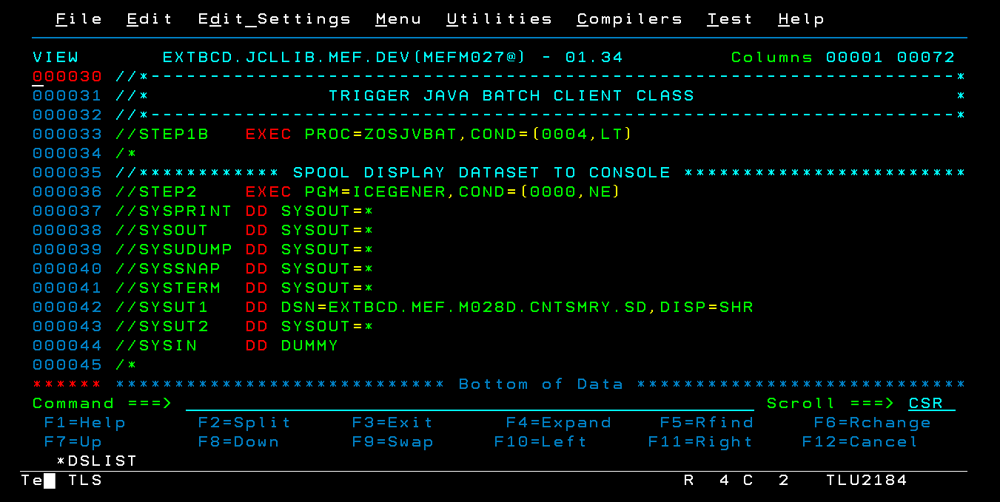 File  Edit  Edit_Settings  Menu  Utilities  Compilers  Test  Help
VIEW       EXTBCD.JCLLIB.MEF.DEV(MEFM027@) - 01.34         Columns 00001 00072
000030 //*--------------------------------------------------------------------*
000031 //*               TRIGGER JAVA BATCH CLIENT CLASS                      *
000032 //*--------------------------------------------------------------------*
000033 //STEP1B   EXEC PROC=ZOSJVBAT,COND=(0004,LT)
000034 /*
000035 //************ SPOOL DISPLAY DATASET TO CONSOLE ************************
000036 //STEP2    EXEC PGM=ICEGENER,COND=(0000,NE)
000037 //SYSPRINT DD SYSOUT=*
000038 //SYSOUT   DD SYSOUT=*
000039 //SYSUDUMP DD SYSOUT=*
000040 //SYSSNAP  DD SYSOUT=*
000041 //SYSTERM  DD SYSOUT=*
000042 //SYSUT1   DD DSN=EXTBCD.MEF.M028D.CNTSMRY.SD,DISP=SHR
000043 //SYSUT2   DD SYSOUT=*
000044 //SYSIN    DD DUMMY
000045 /*
****** **************************** Bottom of Data ****************************
Command ===> Scroll ===> CSR
F1=Help      F2=Split     F3=Exit      F4=Expand    F5=Rfind     F6=Rchange
F7=Up        F8=Down      F9=Swap     F10=Left     F11=Right    F12=Cancel
*DSLIST
Te TLS R  4 C  2   TLU2184